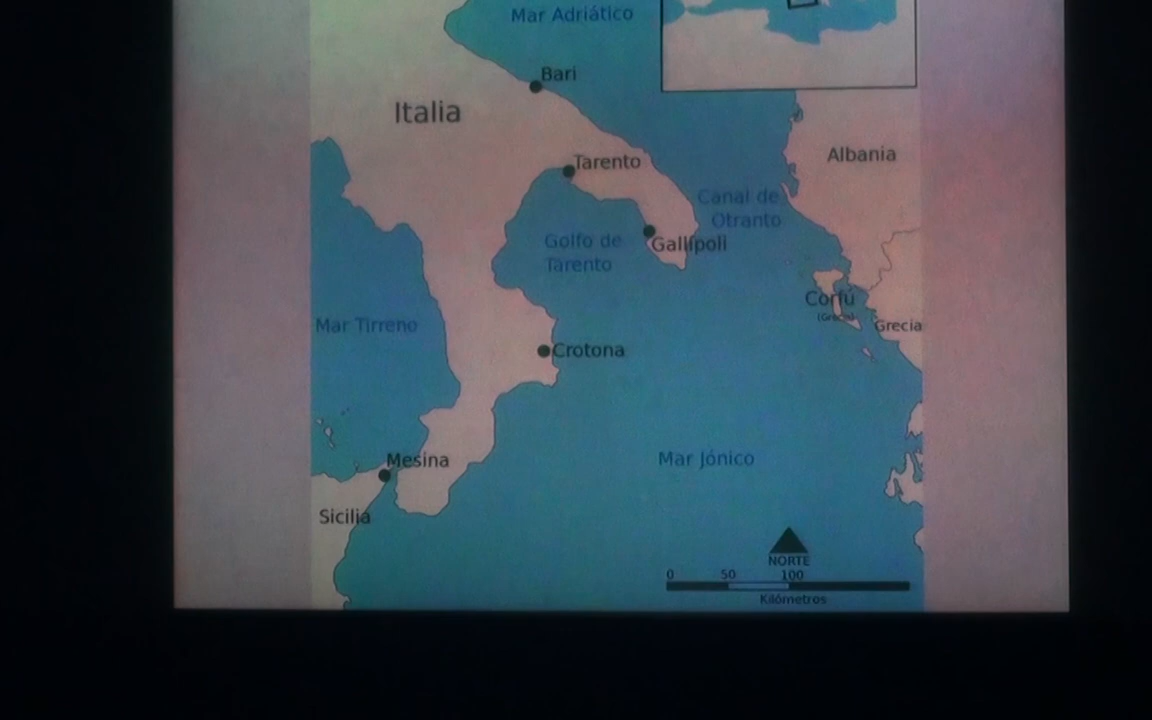 Mar Adriático
Bari
Italia
Tarento
Albania
Canal de
Otranto
Golfo de
Tarento
Gallípoli
Corfú
(Grecia)
Mar Tirreno
Grecia
Crotona
Mesina
Mar Jónico
Sicilia
NORTE
0 50 100
Kilómetros